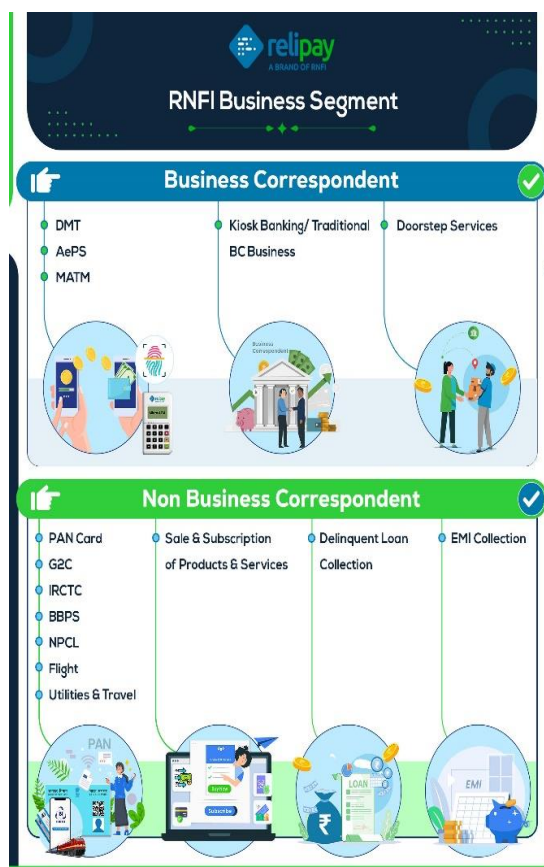 relipay
A BRAND OF RNFI
RNFI Business Segment
Business Correspondent
DMT
AePS
MATM
Kiosk Banking/ Traditional
BC Business
Doorstep Services
Business
Correspondent
relipay
Non Business Correspondent
PAN Card
G2C
IRCTC
BBPS
NPCL
Flight
Utilities & Travel
Sale & Subscription
of Products & Services
Delinquent Loan
Collection
EMI Collection
PAN
Subscribe
LOAN
₹
EMI